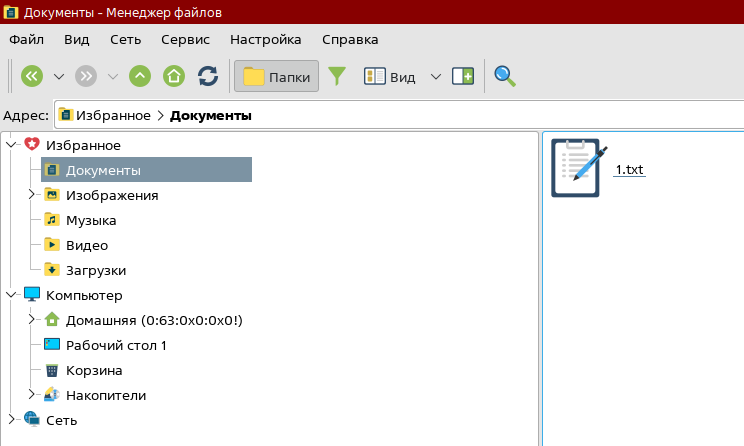 Документы – Менеджер файлов
Файл Вид Сеть Сервис Настройка Справка
Папки Вид
Адрес: Избранное > Документы
Избранное
Документы
Изображения
Музыка
Видео
Загрузки
Компьютер
Домашняя (0:63:0x0:0x0!)
Рабочий стол 1
Корзина
Накопители
Сеть
1.txt